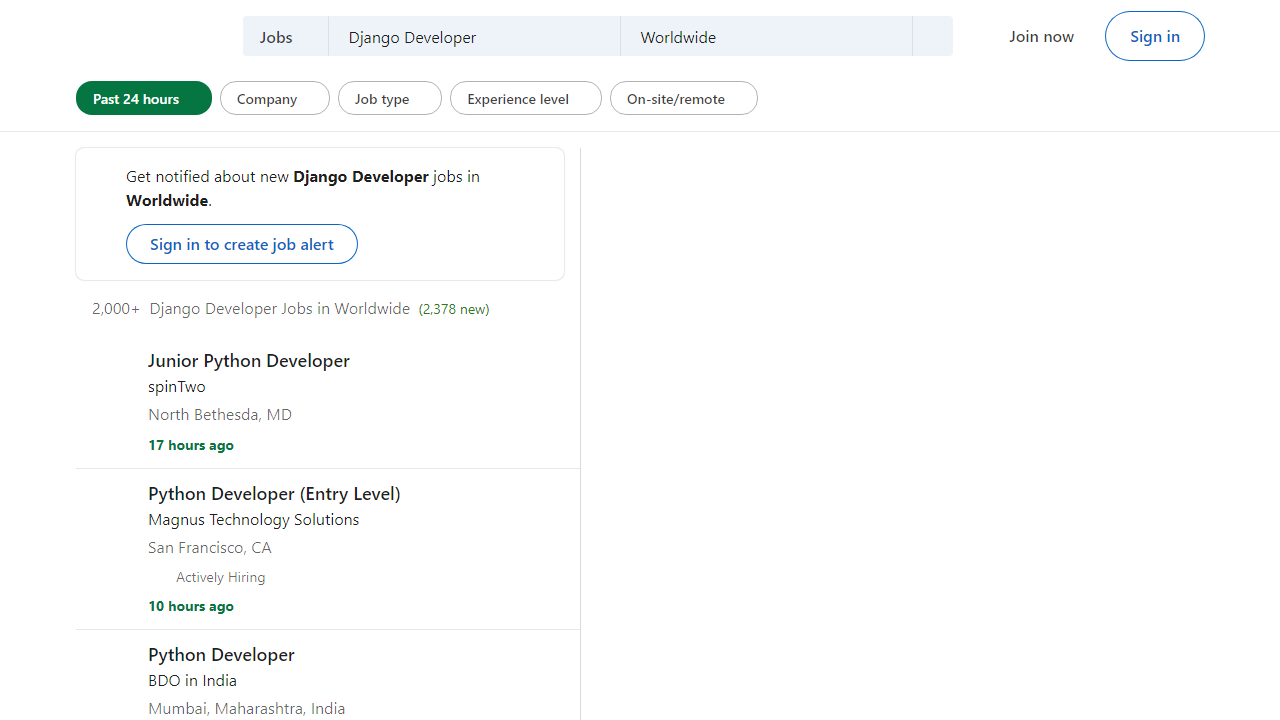 Jobs Django Developer Worldwide Join now Sign in
Past 24 hours Company Job type Experience level On-site/remote
Get notified about new Django Developer jobs in
Worldwide.
Sign in to create job alert
2,000+ Django Developer Jobs in Worldwide (2,378 new)
Junior Python Developer
spinTwo
North Bethesda, MD
17 hours ago
Python Developer (Entry Level)
Magnus Technology Solutions
San Francisco, CA
Actively Hiring
10 hours ago
Python Developer
BDO in India
Mumbai, Maharashtra, India